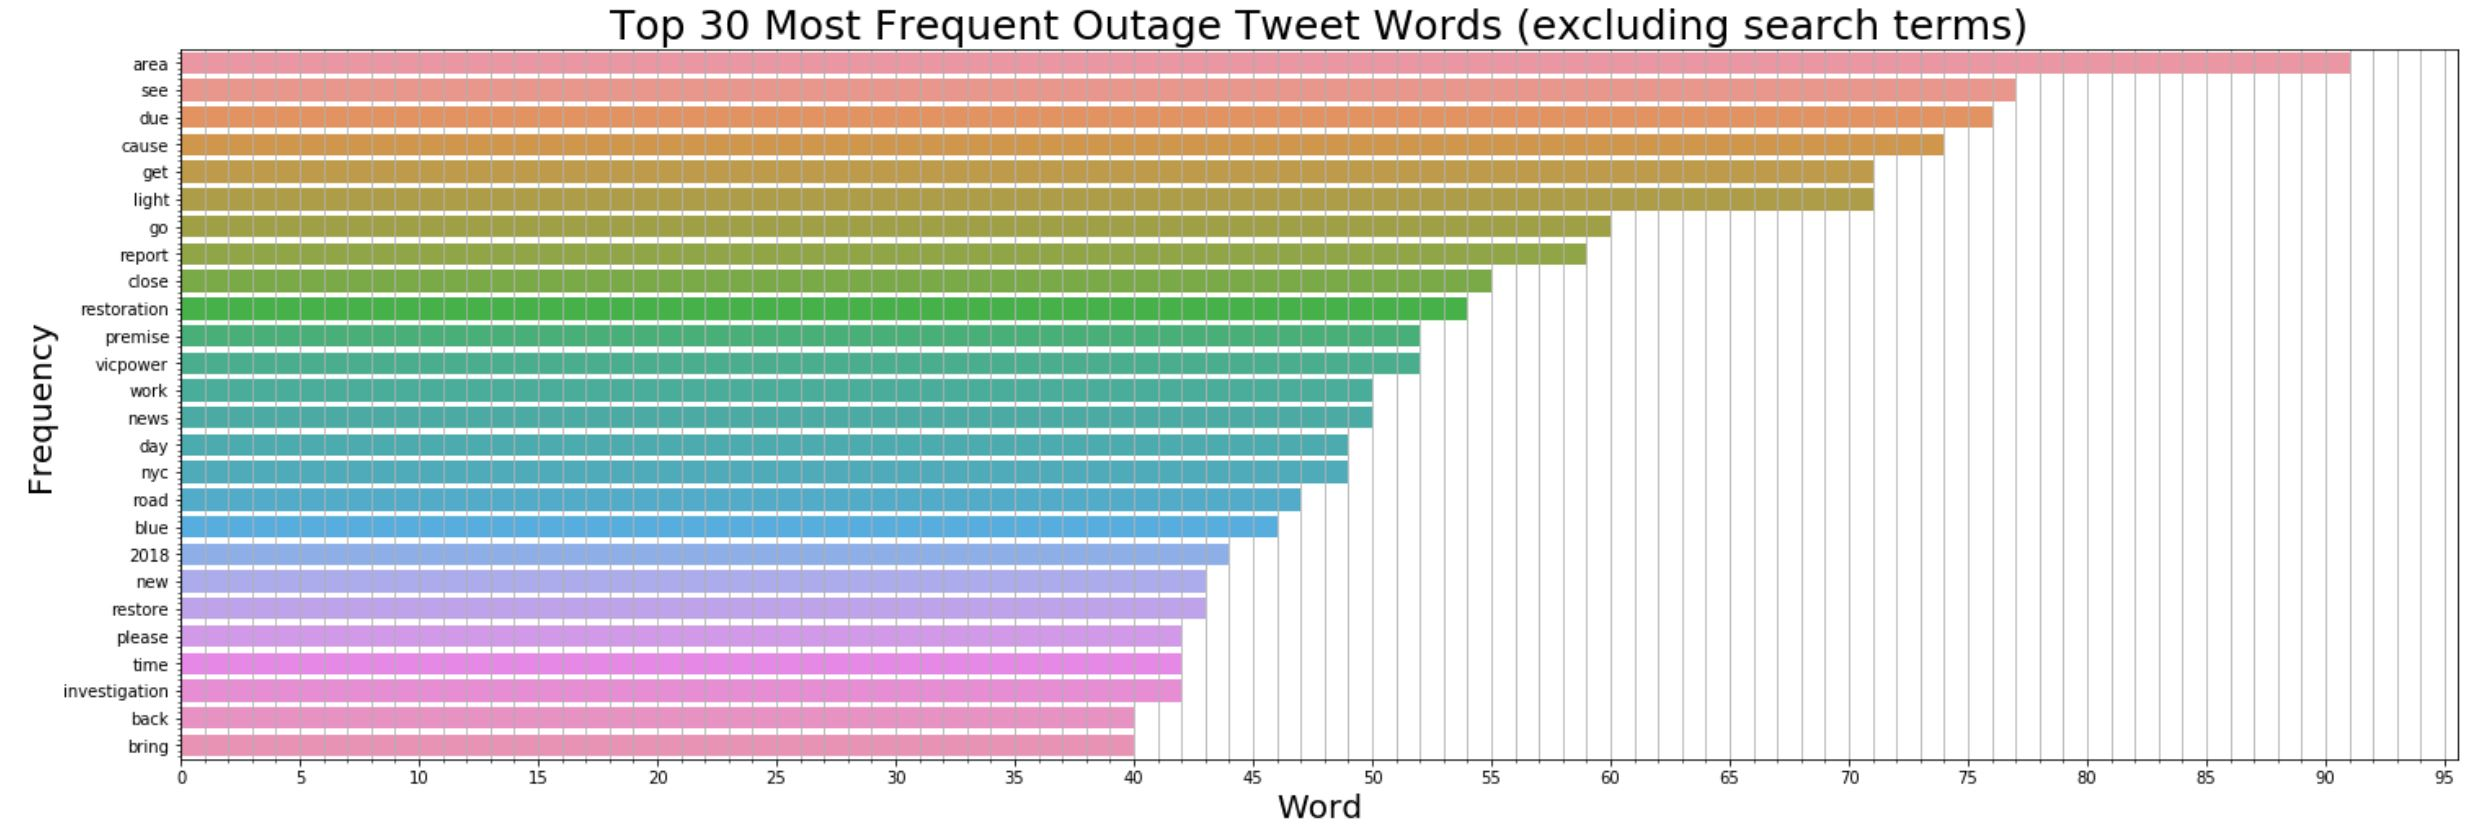 Top 30 Most Frequent Outage Tweet Words (excluding search terms)
area
see
due
cause
get
light
go
report
close
restoration
premise
vicpower
work
news
day
nyc
road
blue
2018
new
restore
please
time
investigation
back
bring
Frequency
0 5 10 15 20 25 30 35 40 45 50 55 60 65 70 75 80 85 90 95
Word